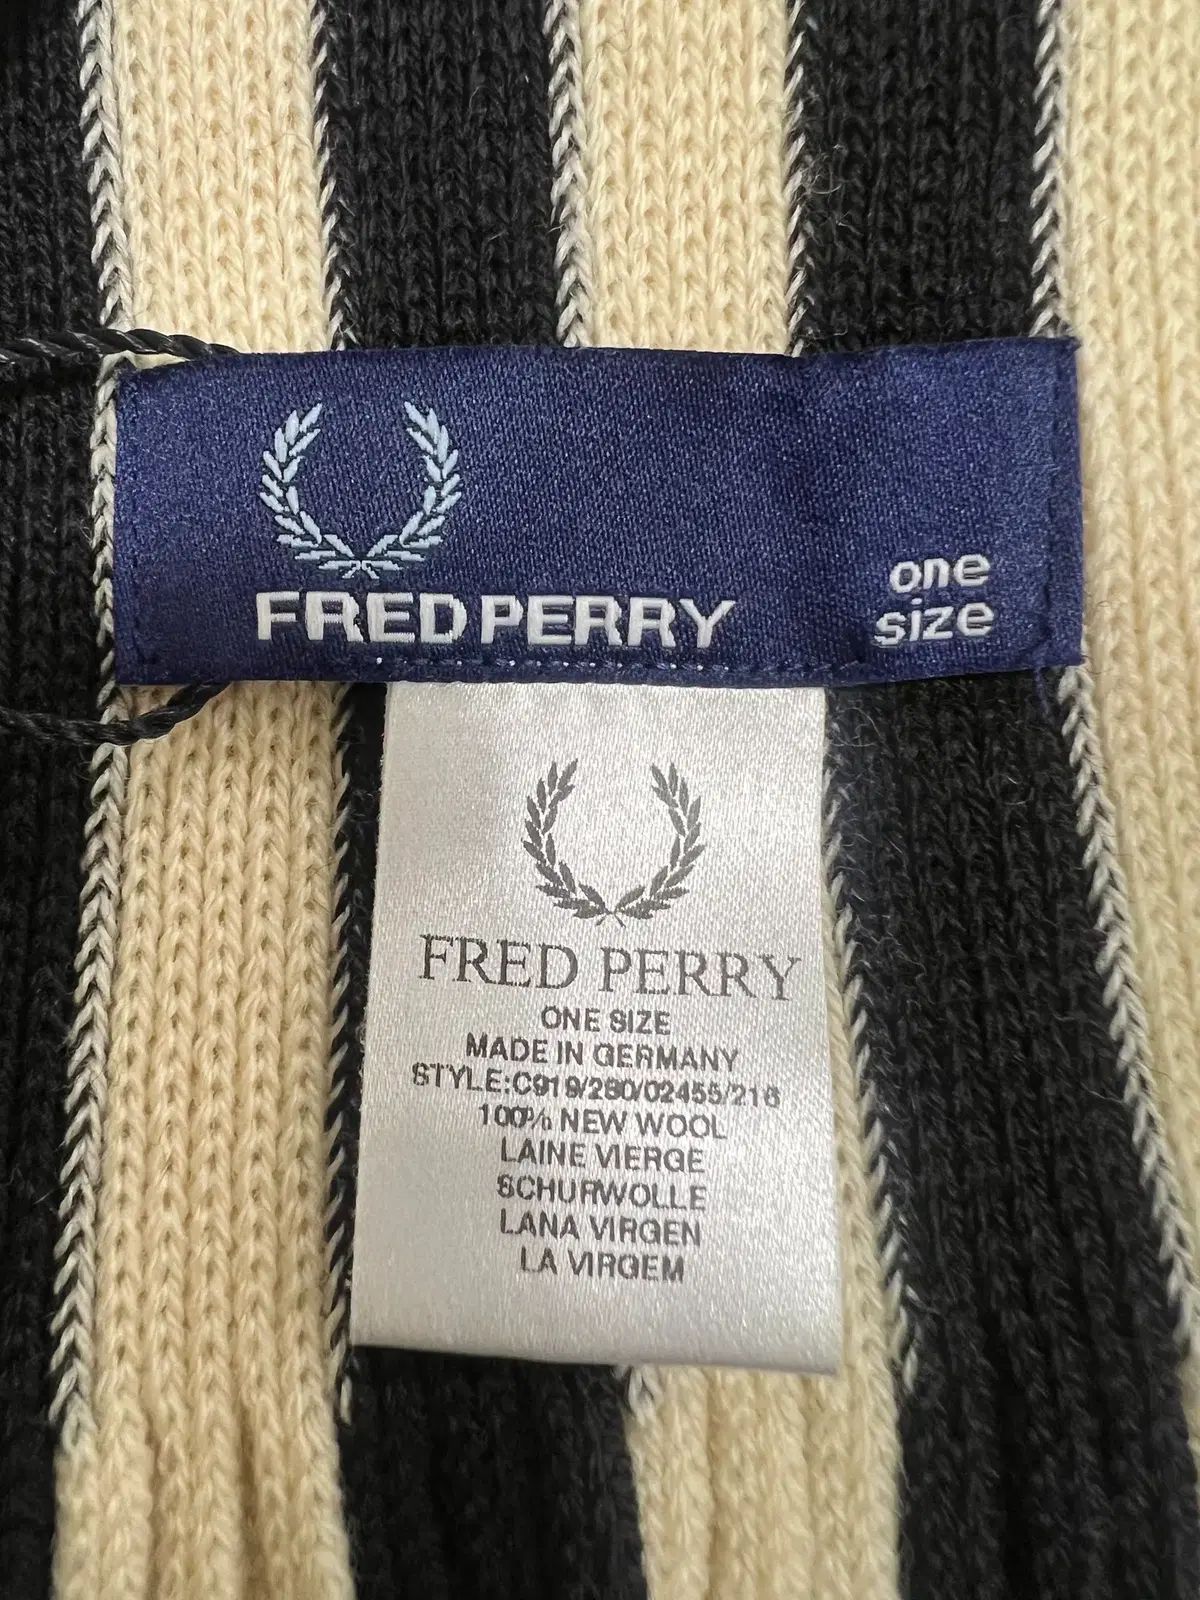 FRED PERRY
one
size
FRED PERRY
ONE SIZE
MADE IN GERMANY
STYLE:C919/280/02455/216
100% NEW WOOL
LAINE VIERGE
SCHURWOLLE
LANA VIRGEN
LA VIRGEM